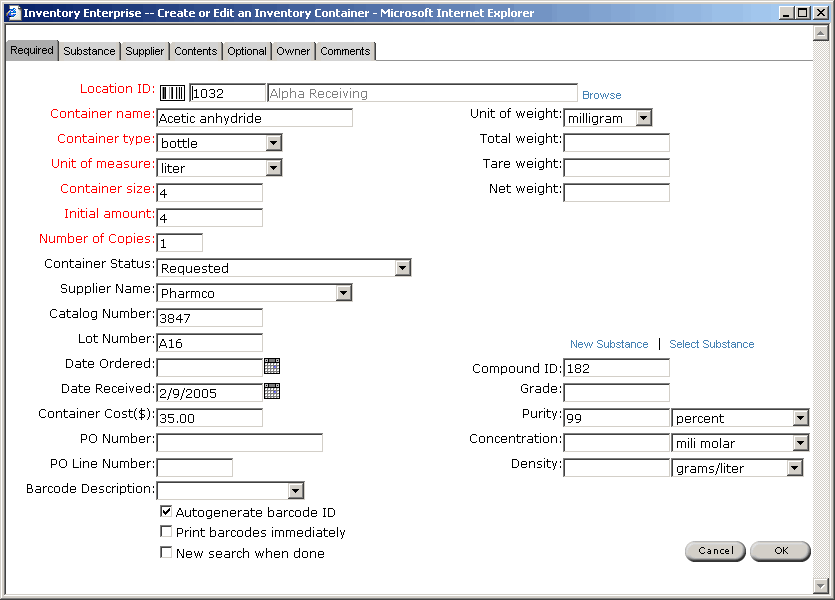 Inventory Enterprise -- Create or Edit an Inventory Container - Microsoft Internet Explorer
Required Substance Supplier Contents Optional Owner Comments
Location ID: 1032 Alpha Receiving Browse
Container name: Acetic anhydride Unit of weight: milligram
Container type: bottle Total weight:
Unit of measure: liter Tare weight:
Container size: 4 Net weight:
Initial amount: 4
Number of Copies: 1
Container Status: Requested
Supplier Name: Pharmco
Catalog Number: 3847
Lot Number: A16 New Substance | Select Substance
Date Ordered: Compound ID: 182
Date Received: 2/9/2005 Grade:
Container Cost($): 35.00 Purity: 99 percent
PO Number: Concentration: mili molar
PO Line Number: Density: grams/liter
Barcode Description:
Autogenerate barcode ID
Print barcodes immediately
New search when done
Cancel OK